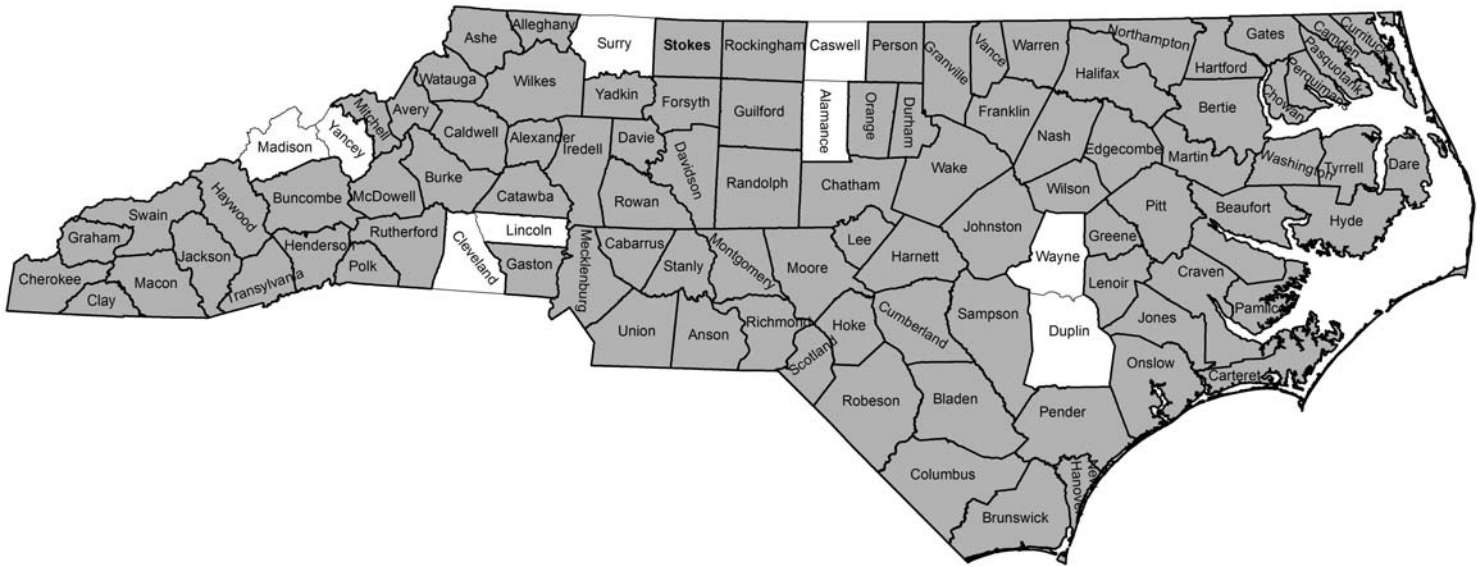 Alleghany
Ashe
Surry
Stokes
Rockingham
Caswell
Person
Granville
Vance
Warren
Northampton
Gates
Camden
Currituck
Pasquotank
Perquimans
Chowan
Hartford
Halifax
Bertie
Watauga
Wilkes
Yadkin
Forsyth
Guilford
Alamance
Orange
Durham
Franklin
Nash
Edgecombe
Martin
Washington
Tyrrell
Dare
Mitchell
Avery
Yancey
Madison
Caldwell
Alexander
Iredell
Davie
Davidson
Randolph
Chatham
Wake
Wilson
Pitt
Beaufort
Hyde
Haywood
Buncombe
McDowell
Burke
Catawba
Rowan
Swain
Graham
Jackson
Henderson
Rutherford
Polk
Cleveland
Lincoln
Gaston
Mecklenburg
Cabarrus
Stanly
Montgomery
Moore
Lee
Harnett
Johnston
Wayne
Greene
Lenoir
Craven
Pamlico
Cherokee
Clay
Macon
Transylvania
Union
Anson
Richmond
Scotland
Hoke
Cumberland
Sampson
Duplin
Jones
Onslow
Carteret
Robeson
Bladen
Pender
Columbus
Brunswick
New
Hanover